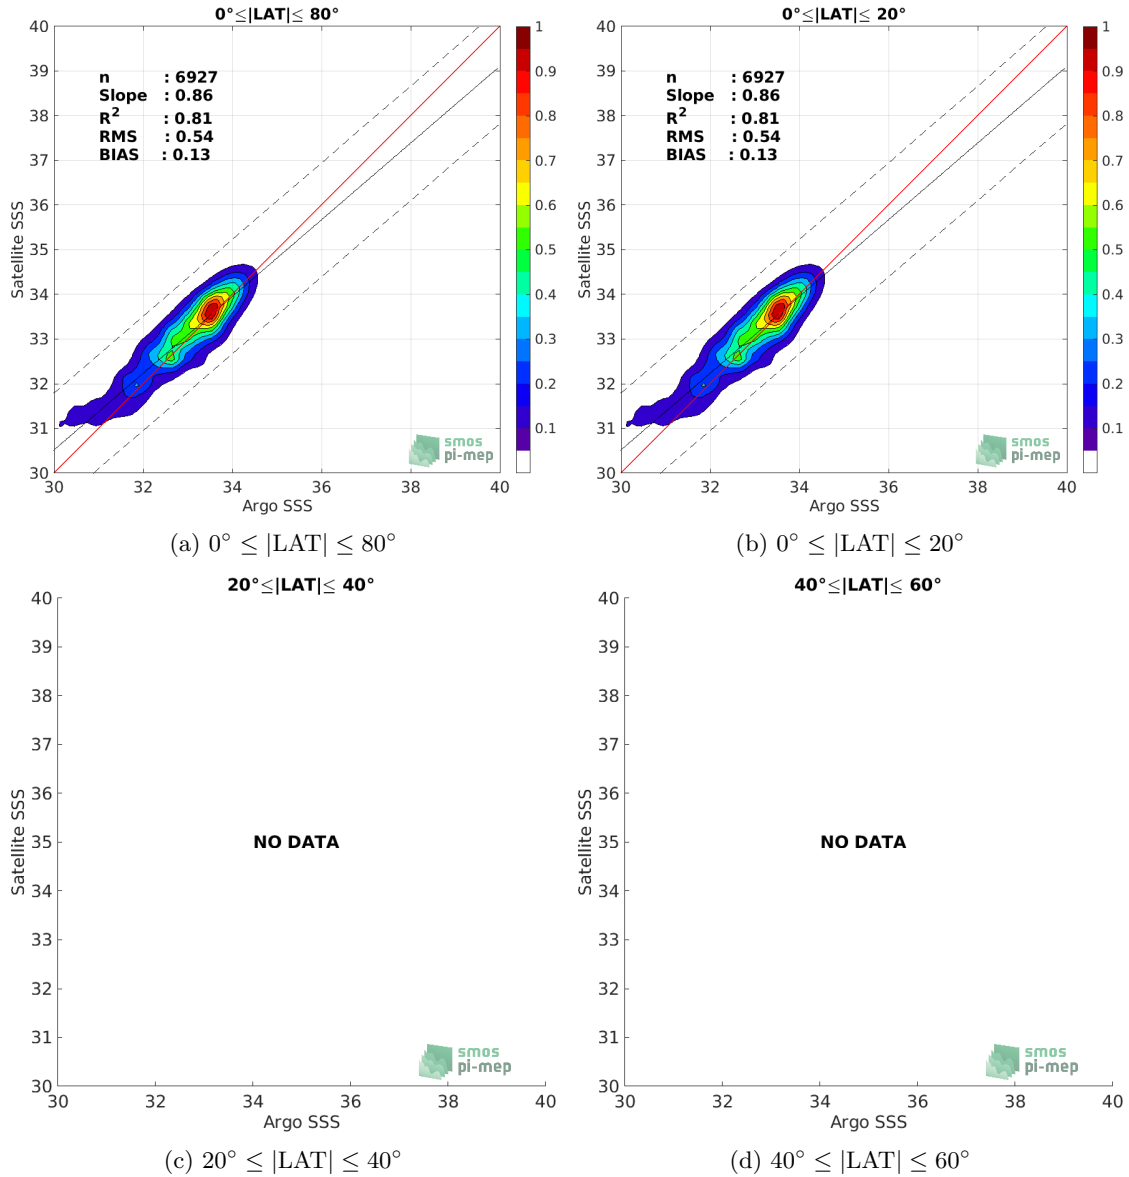 0°≤|LAT|≤ 80°
40
39
38
37
36
35
34
33
32
31
30
n : 6927
Slope : 0.86
R² : 0.81
RMS : 0.54
BIAS : 0.13
Satellite SSS
30 32 34 36 38 40
Argo SSS
1
0.9
0.8
0.7
0.6
0.5
0.4
0.3
0.2
0.1
smos
pi-mep
(a) 0° ≤ |LAT| ≤ 80°
0°≤|LAT|≤ 20°
40
39
38
37
36
35
34
33
32
31
30
n : 6927
Slope : 0.86
R² : 0.81
RMS : 0.54
BIAS : 0.13
Satellite SSS
30 32 34 36 38 40
Argo SSS
1
0.9
0.8
0.7
0.6
0.5
0.4
0.3
0.2
0.1
smos
pi-mep
(b) 0° ≤ |LAT| ≤ 20°
20°≤|LAT|≤ 40°
40
39
38
37
36
35
34
33
32
31
30
NO DATA
Satellite SSS
30 32 34 36 38 40
Argo SSS
smos
pi-mep
(c) 20° ≤ |LAT| ≤ 40°
40°≤|LAT|≤ 60°
40
39
38
37
36
35
34
33
32
31
30
NO DATA
Satellite SSS
30 32 34 36 38 40
Argo SSS
smos
pi-mep
(d) 40° ≤ |LAT| ≤ 60°